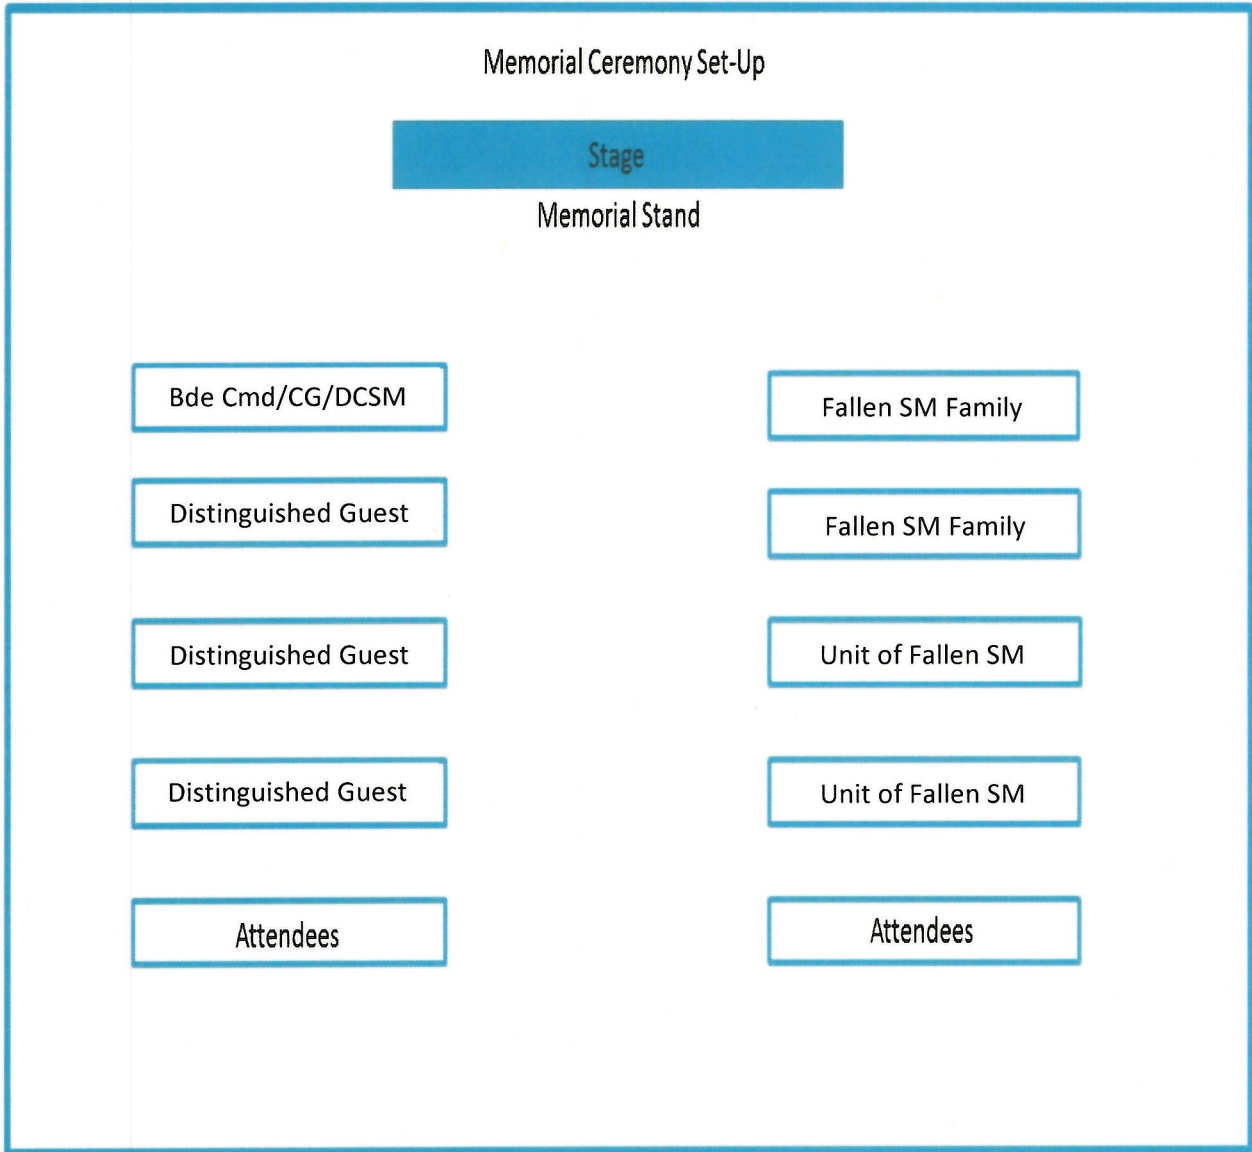 Memorial Ceremony Set-Up
Stage
Memorial Stand
Bde Cmd/CG/DCSM
Fallen SM Family
Distinguished Guest
Fallen SM Family
Distinguished Guest
Unit of Fallen SM
Distinguished Guest
Unit of Fallen SM
Attendees
Attendees